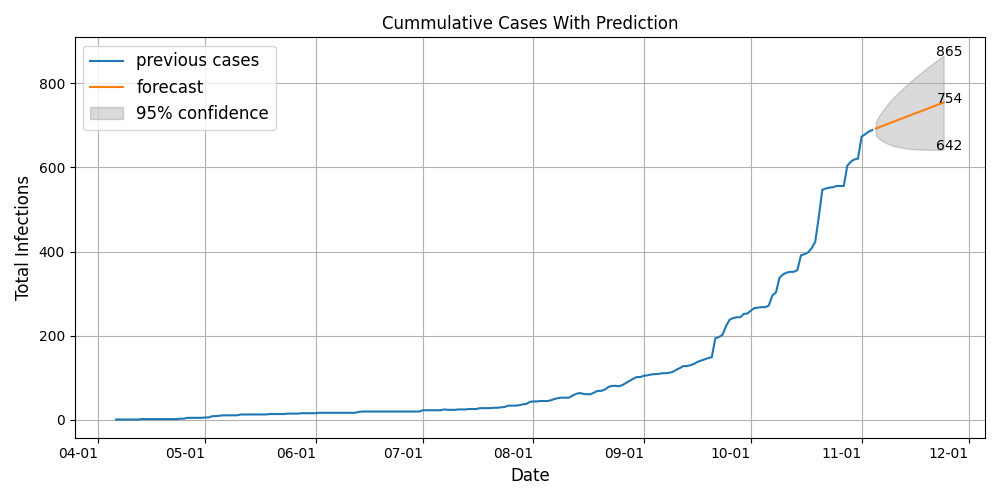 Cummulative Cases With Prediction
previous cases
forecast
95% confidence
865
754
642
800
600
400
200
0
Total Infections
04-01 05-01 06-01 07-01 08-01 09-01 10-01 11-01 12-01
Date